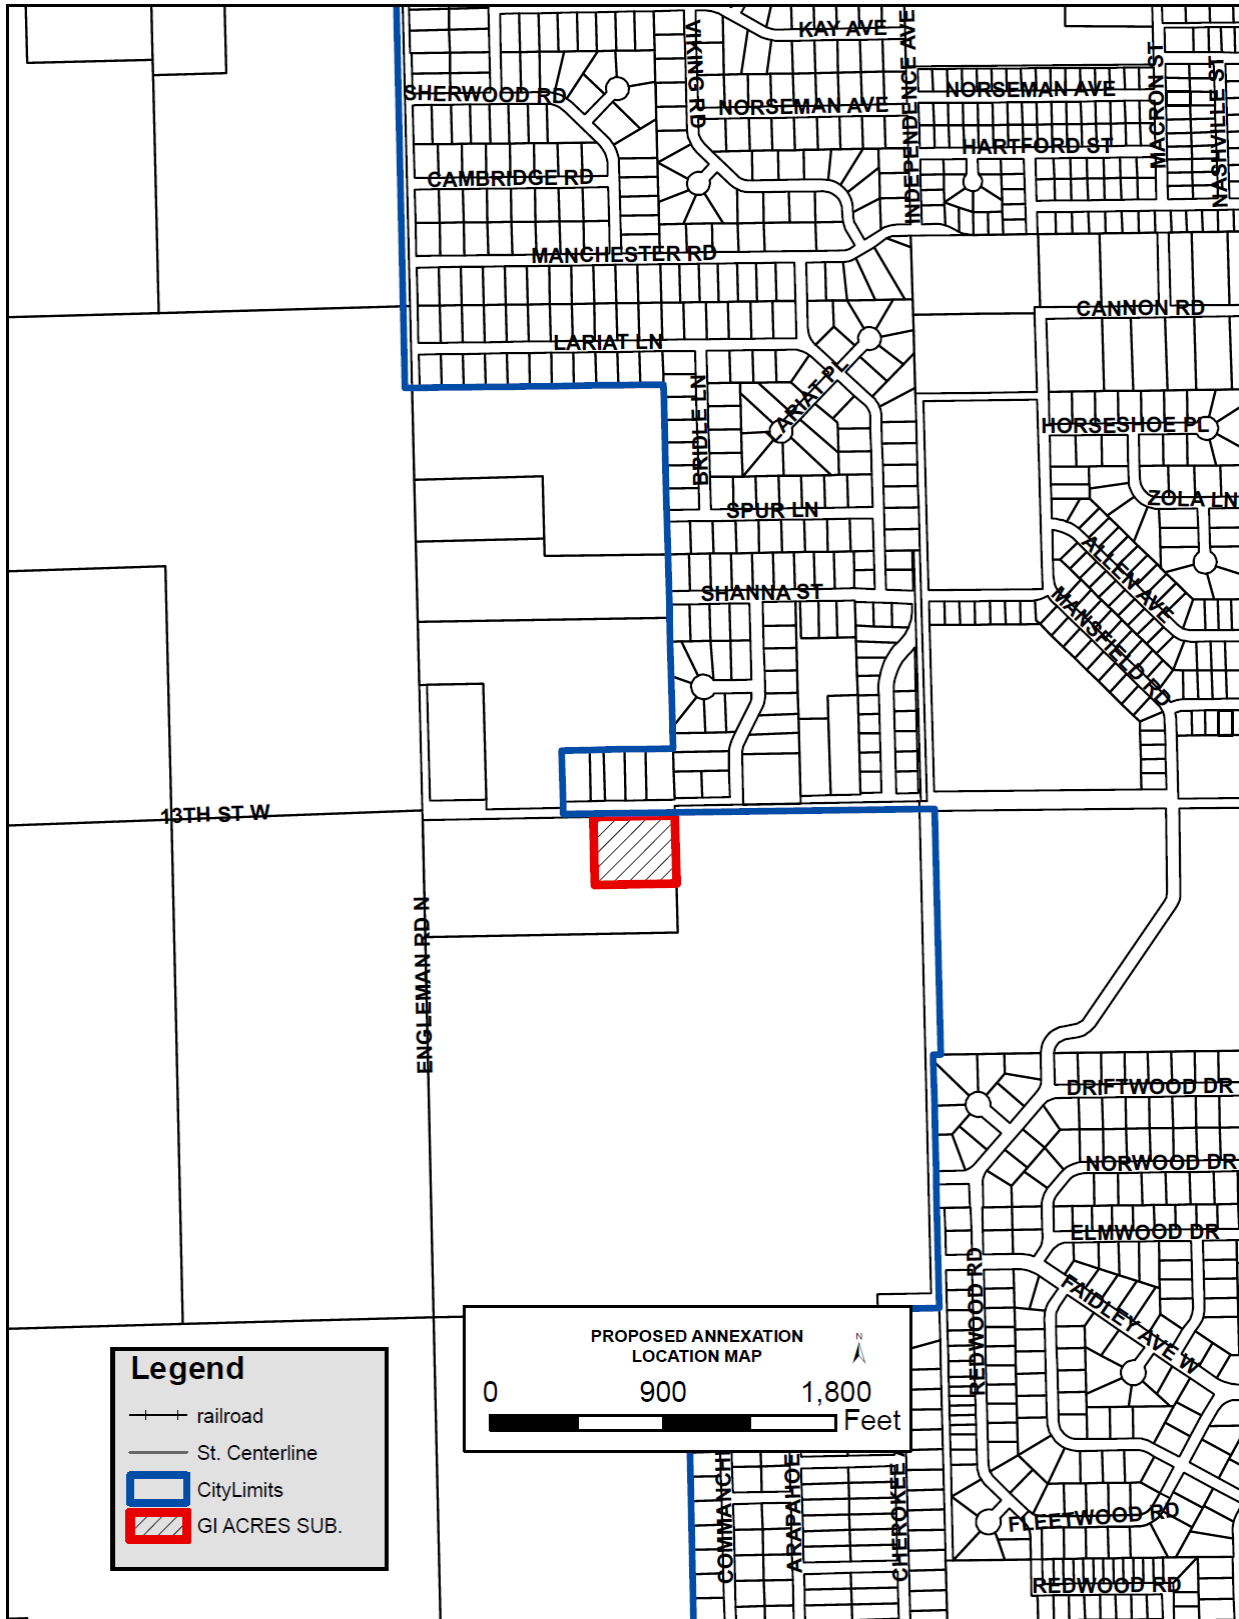 KAY AVE
VIKING RD
INDEPENDENCE AVE
SHERWOOD RD
NORSEMAN AVE
NORSEMAN AVE
MACRON ST
NASHVILLE ST
HARTFORD ST
CAMBRIDGE RD
MANCHESTER RD
CANNON RD
LARIAT LN
LARIAT PL
BRIDLE LN
HORSESHOE PL
ZOLA LN
SPUR LN
ALLEN AVE
SHANNA ST
MANSFIELD RD
13TH ST W
ENGLEMAN RD N
DRIFTWOOD DR
NORWOOD DR
ELMWOOD DR
REDWOOD RD
FAIDLEY AVE W
PROPOSED ANNEXATION
LOCATION MAP
N
0 900 1,800
Feet
Legend
railroad
St. Centerline
CityLimits
GI ACRES SUB.
COMMANCH
ARAPAHOE
CHEROKEE
FLEETWOOD RD
REDWOOD RD